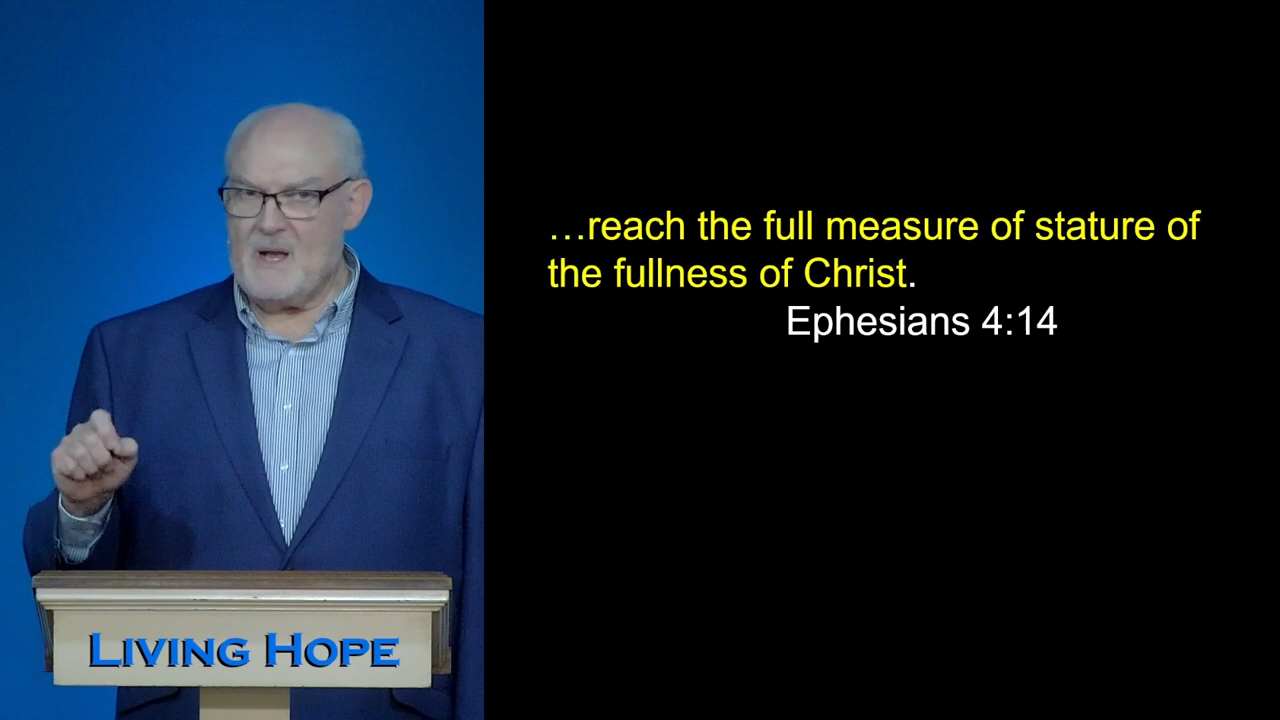 …reach the full measure of stature of
the fullness of Christ.
Ephesians 4:14
LIVING HOPE